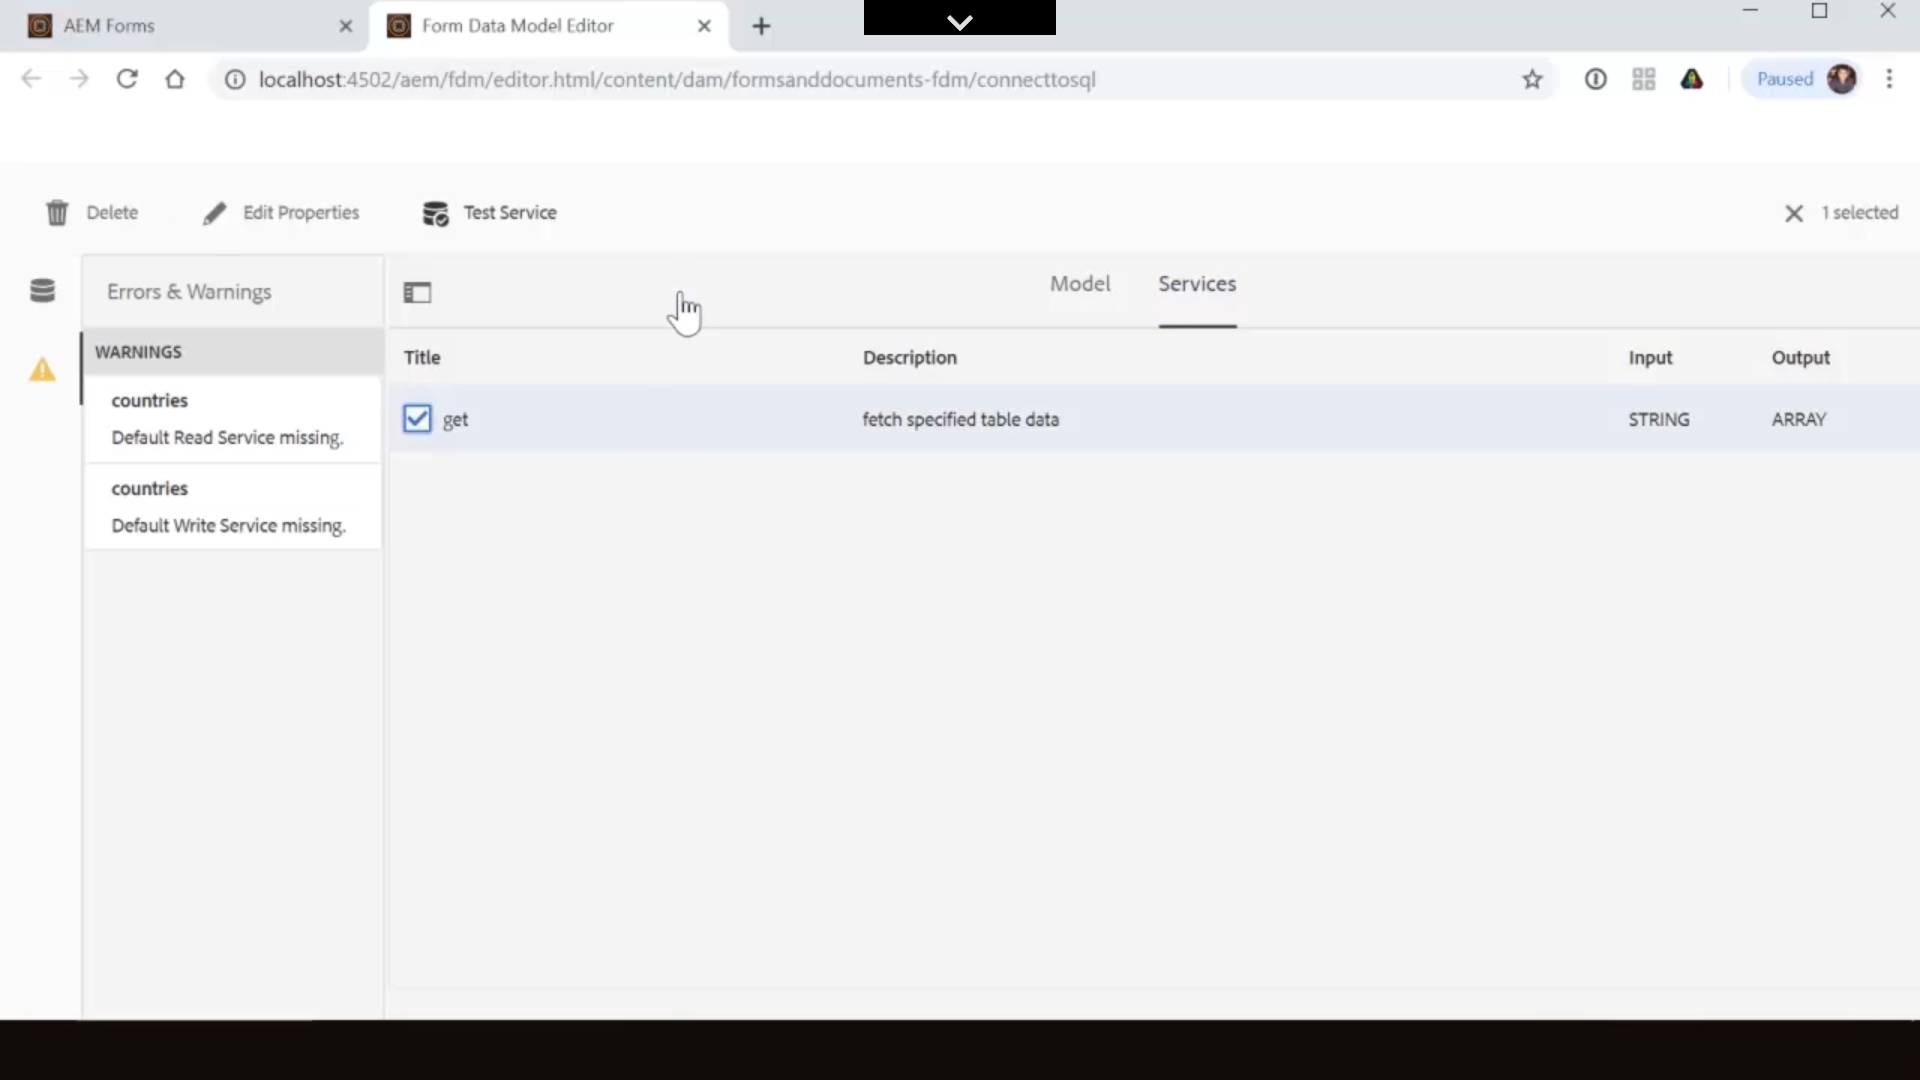 AEM Forms
Form Data Model Editor
localhost:4502/aem/fdm/editor.html/content/dam/formsanddocuments-fdm/connecttosql
Paused
Delete
Edit Properties
Test Service
1 selected
Errors & Warnings
Model
Services
WARNINGS
countries
Default Read Service missing.
countries
Default Write Service missing.
Title
Description
Input
Output
get
fetch specified table data
STRING
ARRAY